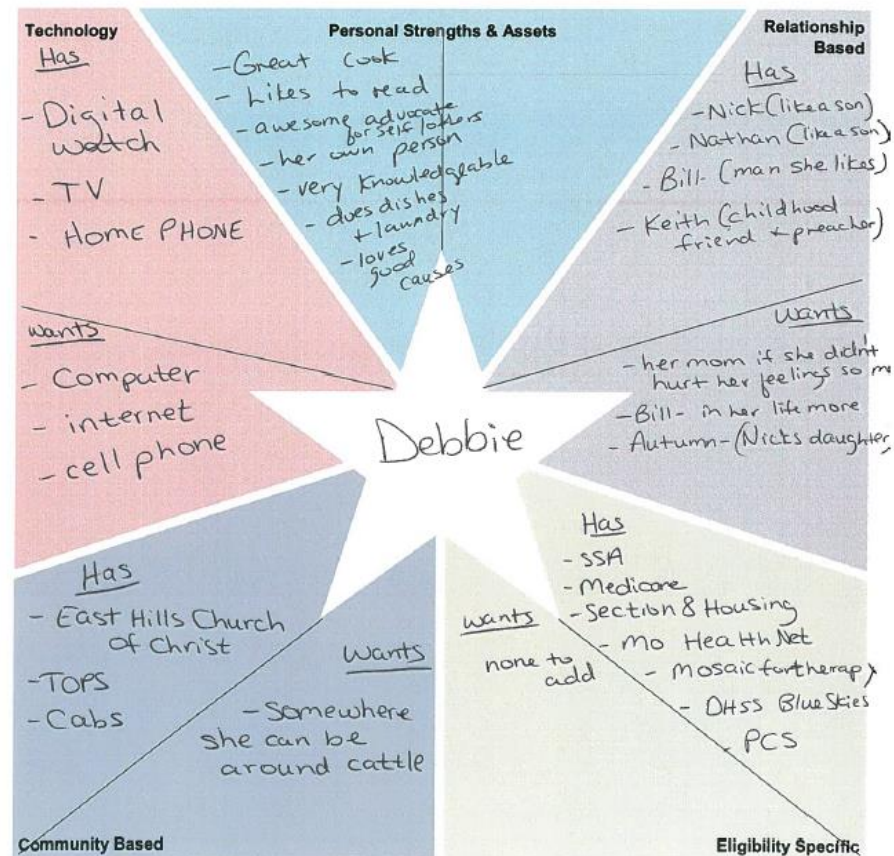 Technology
Has
- Digital
watch
- TV
- HOME PHONE
wants
- Computer
- internet
- cell phone
Personal Strengths & Assets
- Great cook
- Likes to read
- awesome advocate
for self/others
- her own person
- very knowledgeable
- does dishes
+ laundry
- loves
good
causes
Relationship
Based
Has
- Nick (like a son)
- Nathan (like a son)
- Bill- (man she likes)
- Keith (childhood
friend + preacher)
Wants
- her mom if she didn't
hurt her feelings so
- Bill- in her life more
- Autumn- (Nicks daughter)
Debbie
Has
- East Hills Church
of Christ
- TOPS
- Cabs
Wants
- Somewhere
she can be
around cattle
Community Based
Has
- SSA
- Medicare
- Section 8 Housing
- Mo HealthNet
- Mosaic for therapy
- DHSS Blue Skies
- PCS
wants
none to
add
Eligibility Specific